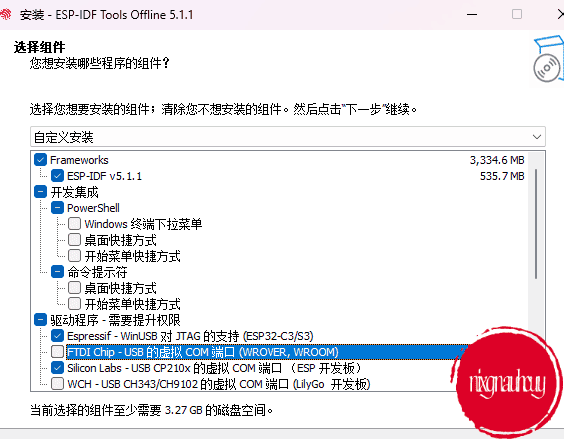 安装 - ESP-IDF Tools Offline 5.1.1
选择组件
您想安装哪些程序的组件?
选择您想要安装的组件；清除您不想安装的组件。然后点击"下一步"继续。
自定义安装
Frameworks 3,334.6 MB
ESP-IDF v5.1.1 535.7 MB
开发集成
PowerShell
Windows 终端下拉菜单
桌面快捷方式
开始菜单快捷方式
命令提示符
桌面快捷方式
开始菜单快捷方式
驱动程序 - 需要提升权限
Espressif - WinUSB 对 JTAG 的支持 (ESP32-C3/S3)
FTDI Chip - USB 的虚拟 COM 端口 (WROVER, WROOM)
Silicon Labs - USB CP210x 的虚拟 COM 端口 （ESP 开发板）
WCH - USB CH343/CH9102 的虚拟 COM 端口 (LilyGo 开发板)
当前选择的组件至少需要 3.27 GB 的磁盘空间。